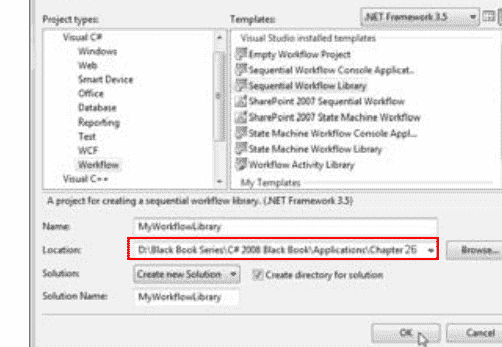 Project types:
Templates:
.NET Framework 3.5
Visual C#
Windows
Web
Smart Device
Office
Database
Reporting
Test
WCF
Workflow
Visual C++
Visual Studio installed templates
Empty Workflow Project
Sequential Workflow Console Applicat..
Sequential Workflow Library
SharePoint 2007 Sequential Workflow
SharePoint 2007 State Machine Workflow
State Machine Workflow Console Appl...
State Machine Workflow Library
Workflow Activity Library
My Templates
A project for creating a sequential workflow library. (.NET Framework 3.5)
Name:
MyWorkflowLibrary
Location:
D:\Black Book Series\C# 2008 Black Book\Applications\Chapter 26
Browse...
Solution:
Create new Solution
Create directory for solution
Solution Name:
MyWorkflowLibrary
OK
Cancel